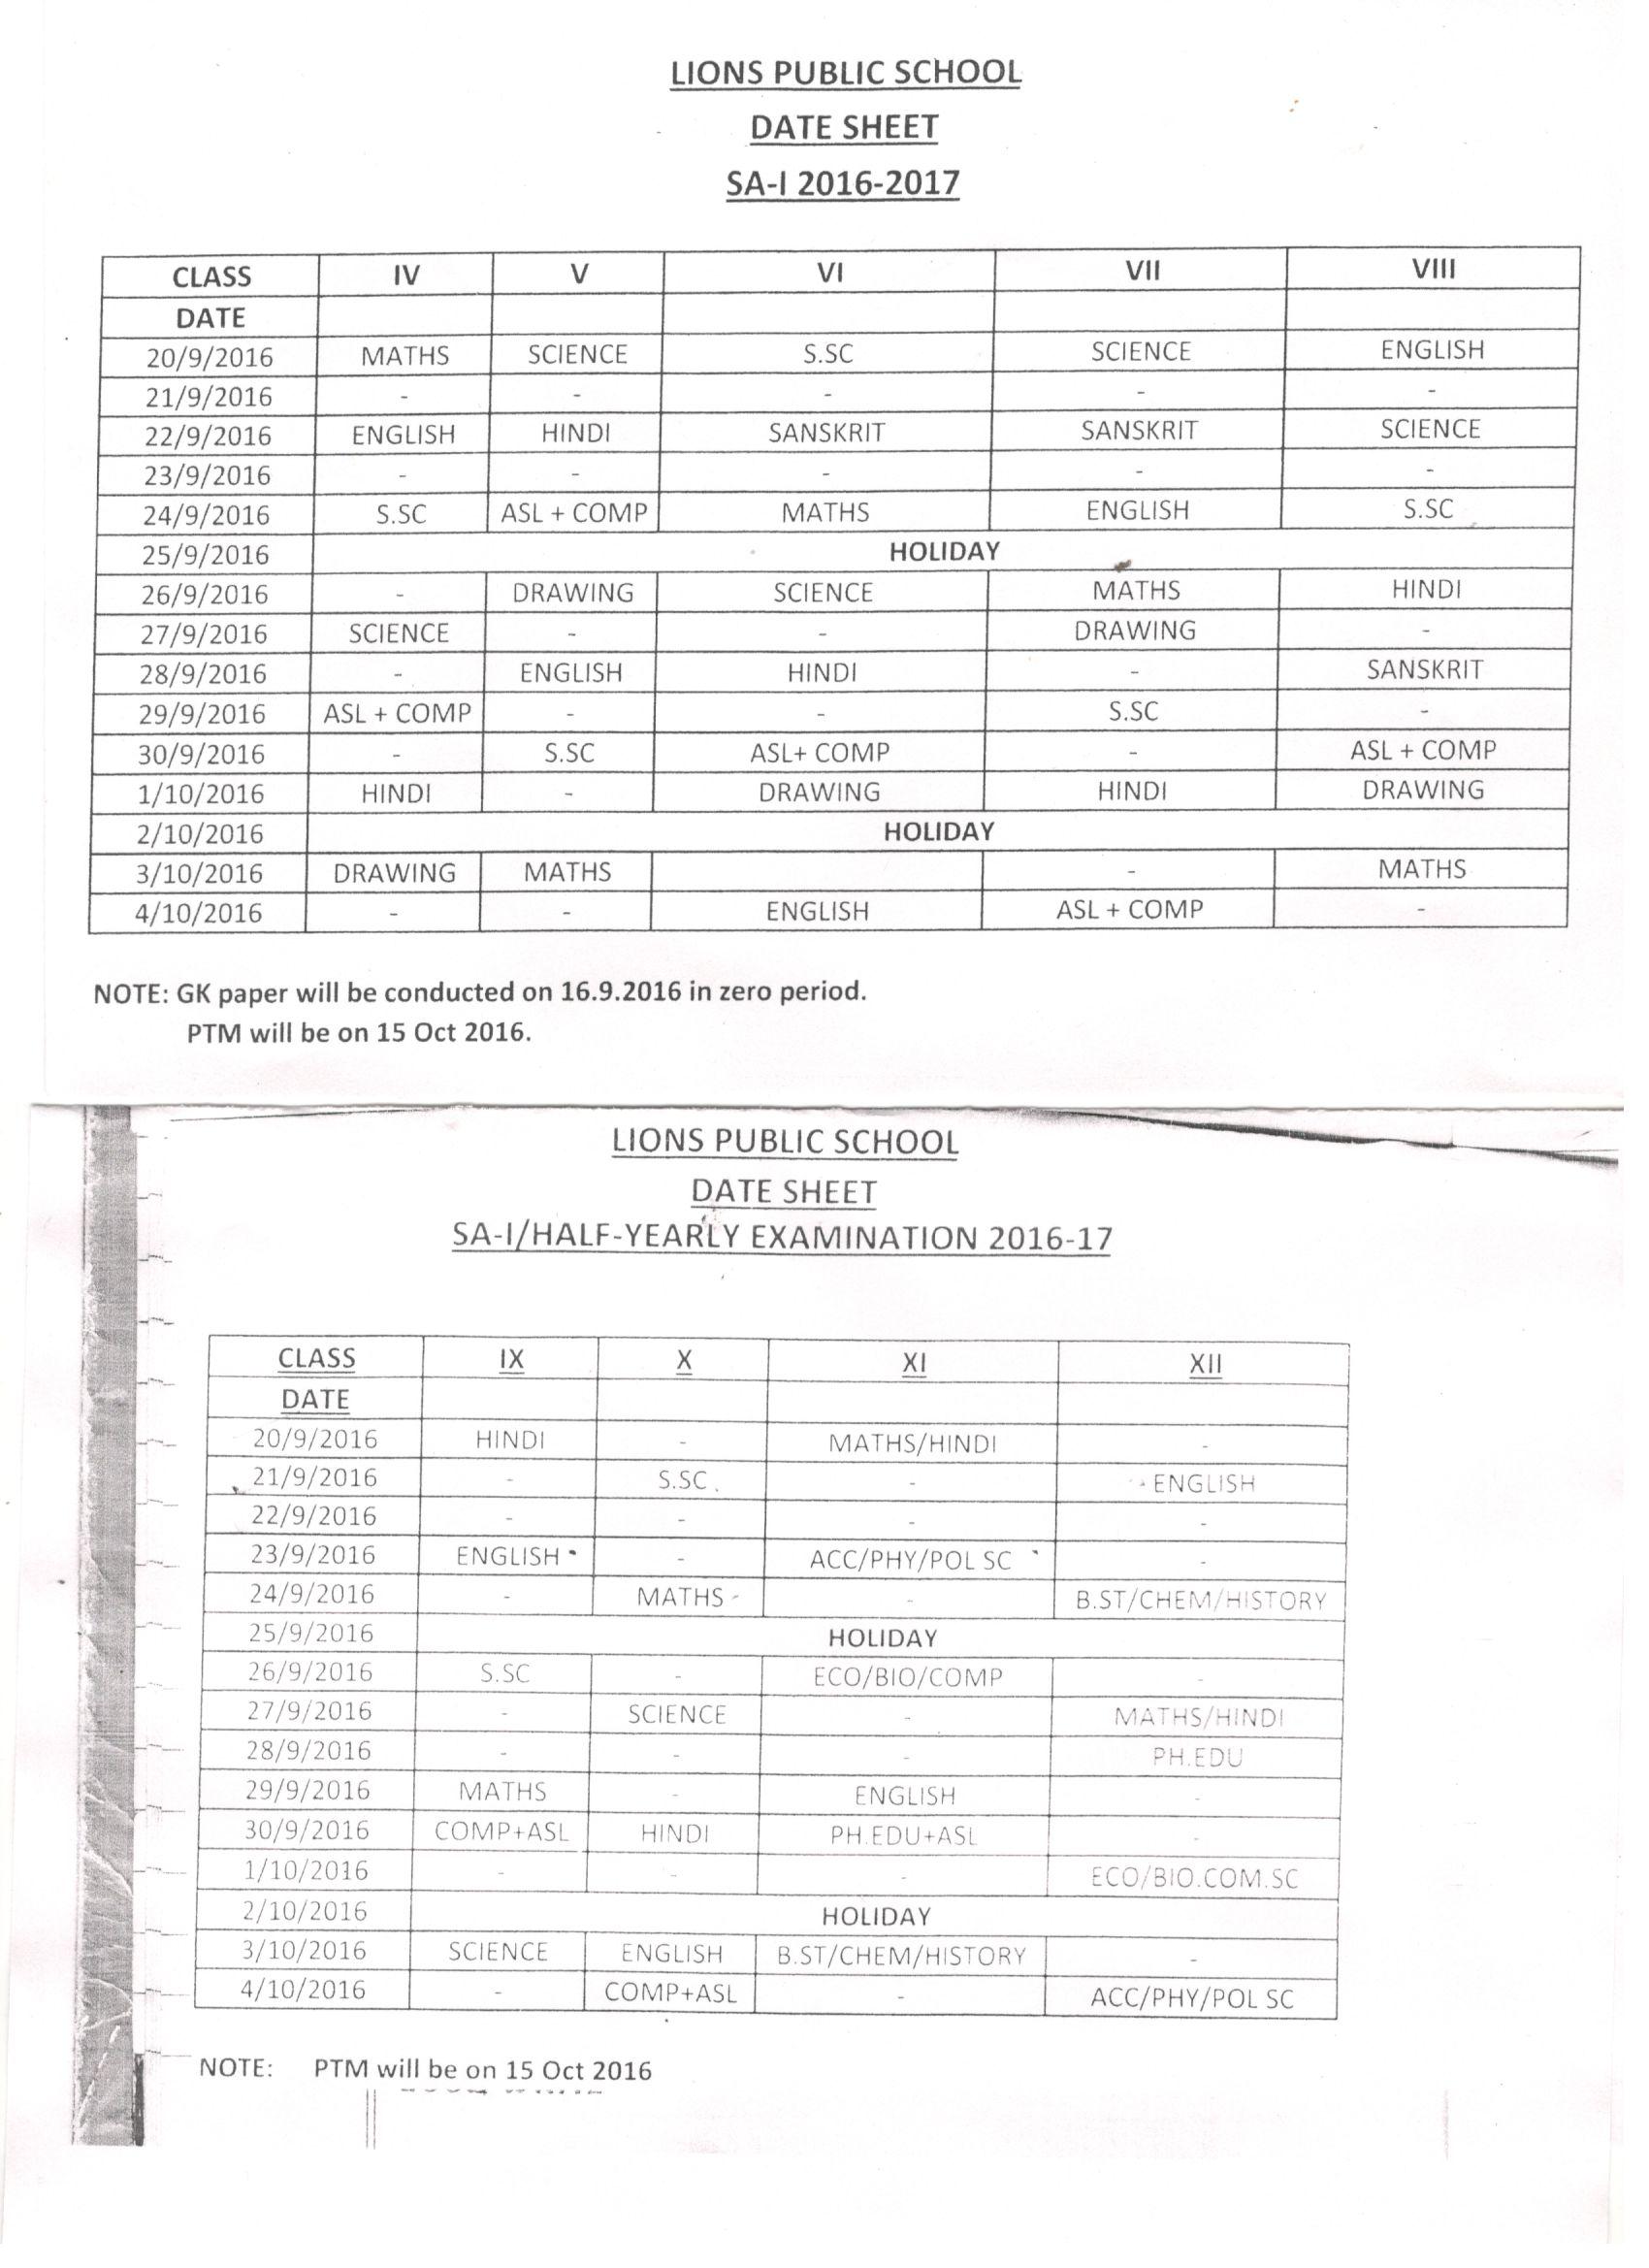 LIONS PUBLIC SCHOOL
DATE SHEET
SA-I 2016-2017
CLASS IV V VI VII VIII
DATE
20/9/2016 MATHS SCIENCE S.SC SCIENCE ENGLISH
21/9/2016 - - - - -
22/9/2016 ENGLISH HINDI SANSKRIT SANSKRIT SCIENCE
23/9/2016 - - - - -
24/9/2016 S.SC ASL + COMP MATHS ENGLISH S.SC
25/9/2016 HOLIDAY
26/9/2016 - DRAWING SCIENCE MATHS HINDI
27/9/2016 SCIENCE - - DRAWING -
28/9/2016 - ENGLISH HINDI - SANSKRIT
29/9/2016 ASL + COMP - - S.SC -
30/9/2016 - S.SC ASL+ COMP - ASL + COMP
1/10/2016 HINDI - DRAWING HINDI DRAWING
2/10/2016 HOLIDAY
3/10/2016 DRAWING MATHS - MATHS
4/10/2016 - - ENGLISH ASL + COMP -
NOTE: GK paper will be conducted on 16.9.2016 in zero period.
PTM will be on 15 Oct 2016.
LIONS PUBLIC SCHOOL
DATE SHEET
SA-I/HALF-YEARLY EXAMINATION 2016-17
CLASS IX X XI XII
DATE
20/9/2016 HINDI - MATHS/HINDI -
21/9/2016 - S.SC - ENGLISH
22/9/2016 - - - -
23/9/2016 ENGLISH - ACC/PHY/POL SC -
24/9/2016 - MATHS - B.ST/CHEM/HISTORY
25/9/2016 HOLIDAY
26/9/2016 S.SC - ECO/BIO/COMP -
27/9/2016 - SCIENCE - MATHS/HINDI
28/9/2016 - - - PH.EDU
29/9/2016 MATHS - ENGLISH -
30/9/2016 COMP+ASL HINDI PH.EDU+ASL -
1/10/2016 - - - ECO/BIO.COM.SC
2/10/2016 HOLIDAY
3/10/2016 SCIENCE ENGLISH B.ST/CHEM/HISTORY -
4/10/2016 - COMP+ASL - ACC/PHY/POL SC
NOTE: PTM will be on 15 Oct 2016